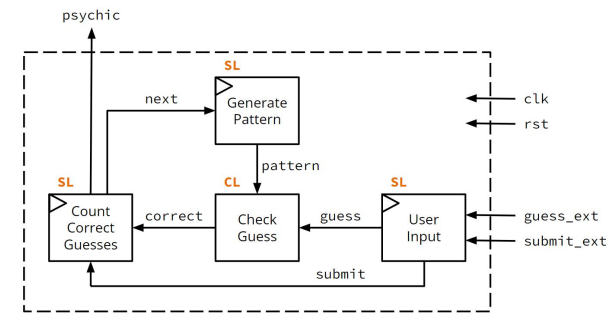 psychic
SL
next
Generate
Pattern
clk
rst
pattern
SL
CL
SL
Count
Correct
Guesses
correct
Check
Guess
guess
User
Input
guess_ext
submit_ext
submit